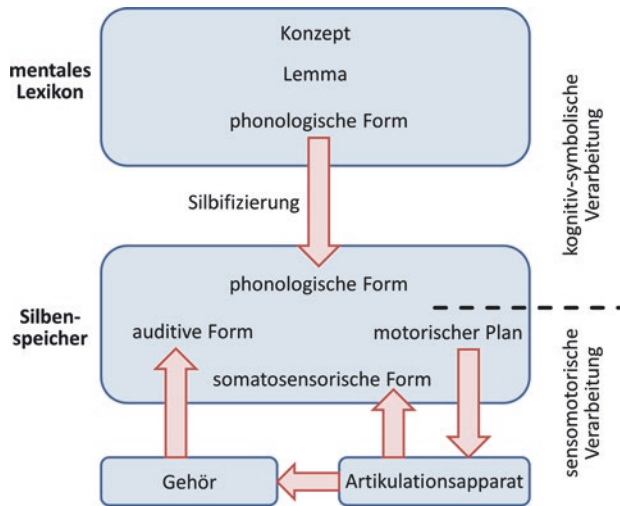 Konzept
mentales
Lexikon
Lemma
phonologische Form
Silbifizierung
kognitiv-symbolische
Verarbeitung
phonologische Form
Silben-
speicher
auditive Form
motorischer Plan
somatosensorische Form
sensomotorische
Verarbeitung
Gehör
Artikulationsapparat